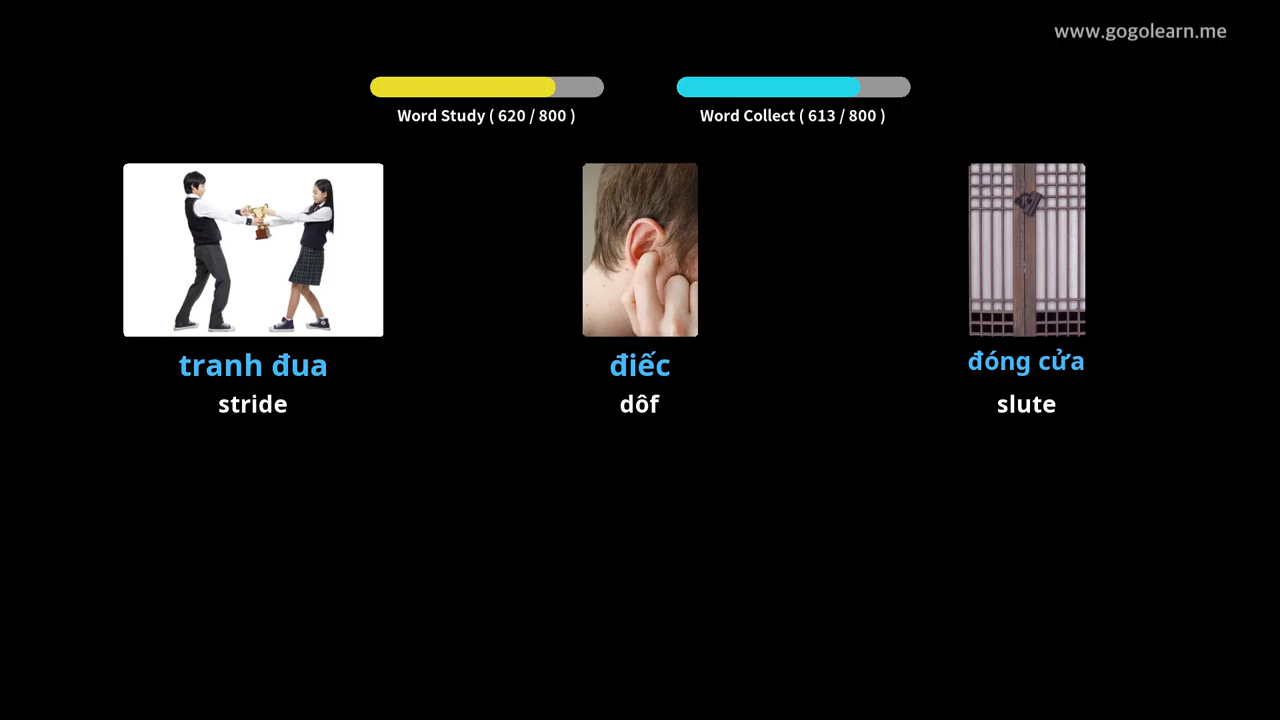 www.gogolearn.me
Word Study ( 620 / 800 )
Word Collect ( 613 / 800 )
tranh đua
điếc
đóng cửa
stride
dôf
slute